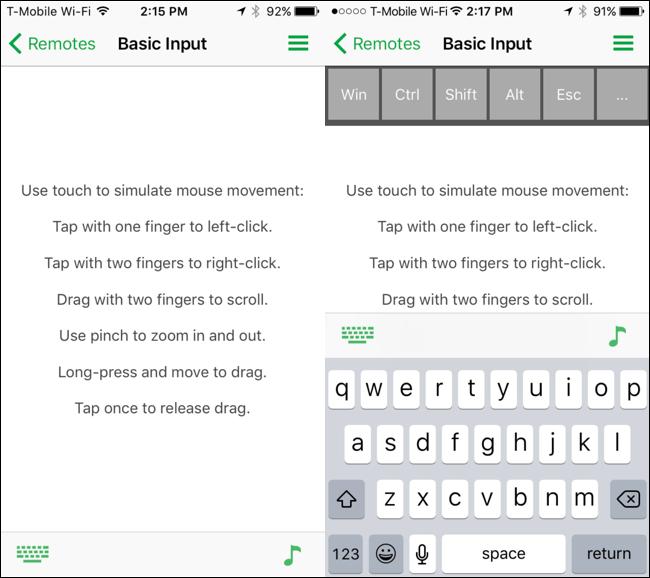 T-Mobile Wi-Fi 2:15 PM 92%
Remotes Basic Input
Use touch to simulate mouse movement:
Tap with one finger to left-click.
Tap with two fingers to right-click.
Drag with two fingers to scroll.
Use pinch to zoom in and out.
Long-press and move to drag.
Tap once to release drag.
T-Mobile Wi-Fi 2:17 PM 91%
Remotes Basic Input
Win Ctrl Shift Alt Esc ...
Use touch to simulate mouse movement:
Tap with one finger to left-click.
Tap with two fingers to right-click.
Drag with two fingers to scroll.
q w e r t y u i o p
a s d f g h j k l
z x c v b n m
123 space return